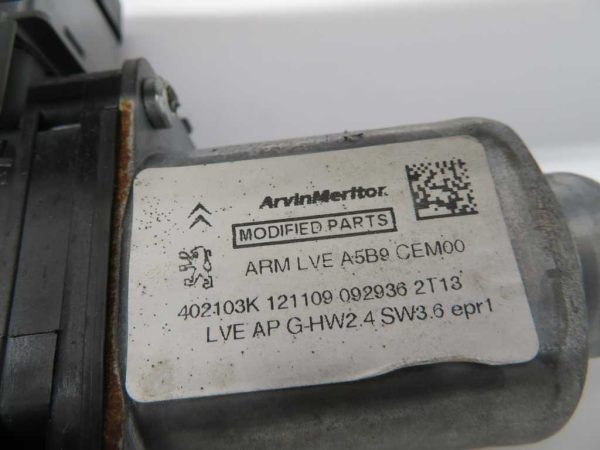 ArvinMeritor.
MODIFIED PARTS
ARM LVE A5B9 CEM00
402103K 121109 092936 2T13
LVE AP G-HW2.4 SW3.6 epr1